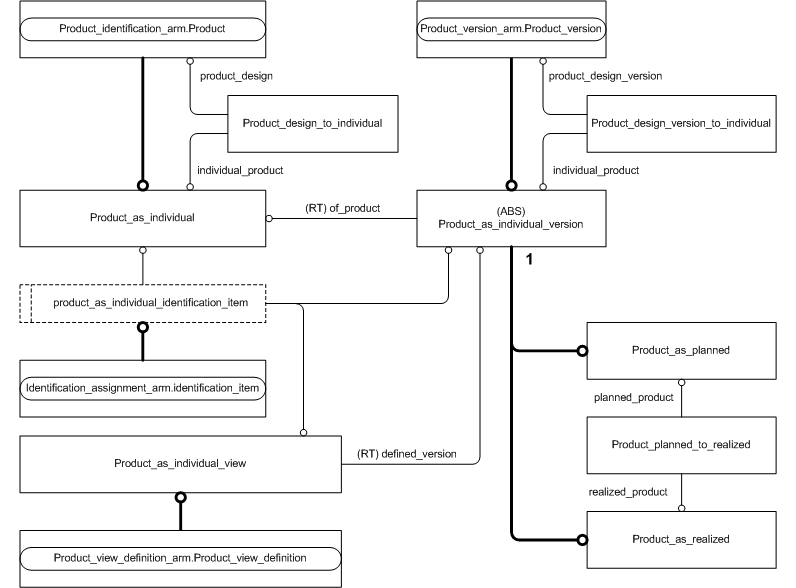 Product_identification_arm.Product
Product_version_arm.Product_version
product_design
product_design_version
Product_design_to_individual
Product_design_version_to_individual
individual_product
individual_product
Product_as_individual
(RT) of_product
(ABS)
Product_as_individual_version
1
product_as_individual_identification_item
Product_as_planned
Identification_assignment_arm.identification_item
planned_product
Product_planned_to_realized
(RT) defined_version
Product_as_individual_view
realized_product
Product_as_realized
Product_view_definition_arm.Product_view_definition